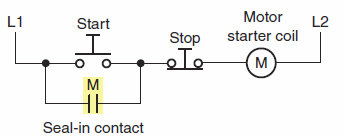 L1
Start
Stop
Motor
starter coil
L2
M
M
Seal-in contact